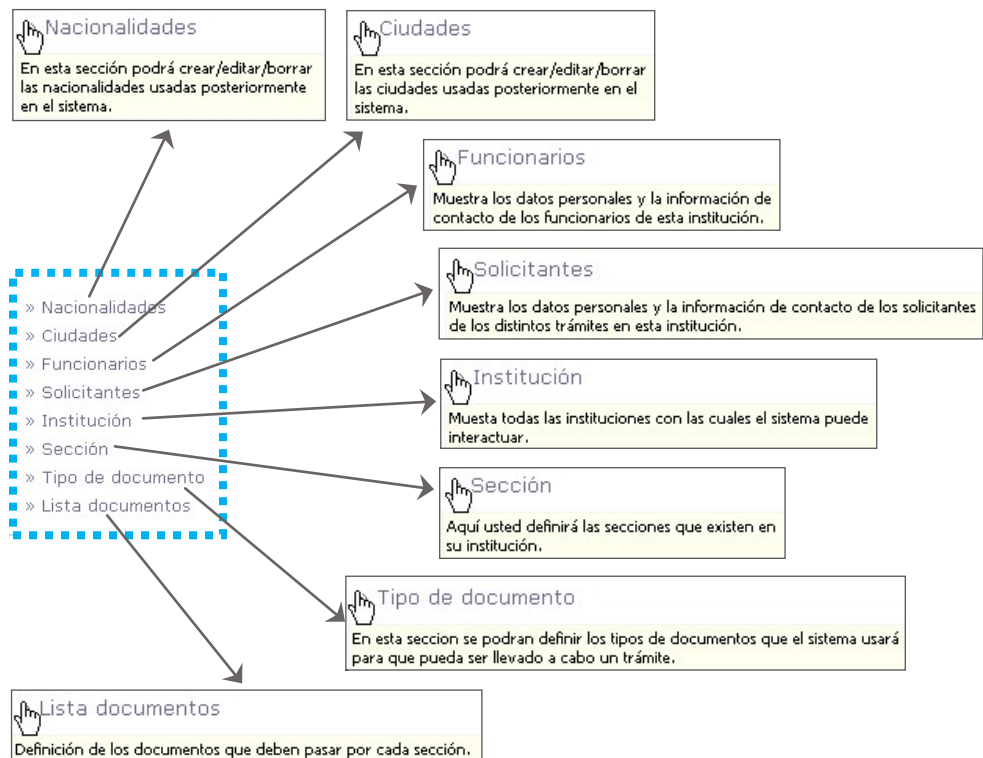 Nacionalidades
En esta sección podrá crear/editar/borrar
las nacionalidades usadas posteriormente
en el sistema.
Ciudades
En esta sección podrá crear/editar/borrar
las ciudades usadas posteriormente en el
sistema.
Funcionarios
Muestra los datos personales y la información de
contacto de los funcionarios de esta institución.
Solicitantes
Muestra los datos personales y la información de contacto de los solicitantes
de los distintos trámites en esta institución.
» Nacionalidades
» Ciudades
» Funcionarios
» Solicitantes
» Institución
» Sección
» Tipo de documento
» Lista documentos
Institución
Muesta todas las instituciones con las cuales el sistema puede
interactuar.
Sección
Aquí usted definirá las secciones que existen en
su institución.
Tipo de documento
En esta seccion se podran definir los tipos de documentos que el sistema usará
para que pueda ser llevado a cabo un trámite.
Lista documentos
Definición de los documentos que deben pasar por cada sección.